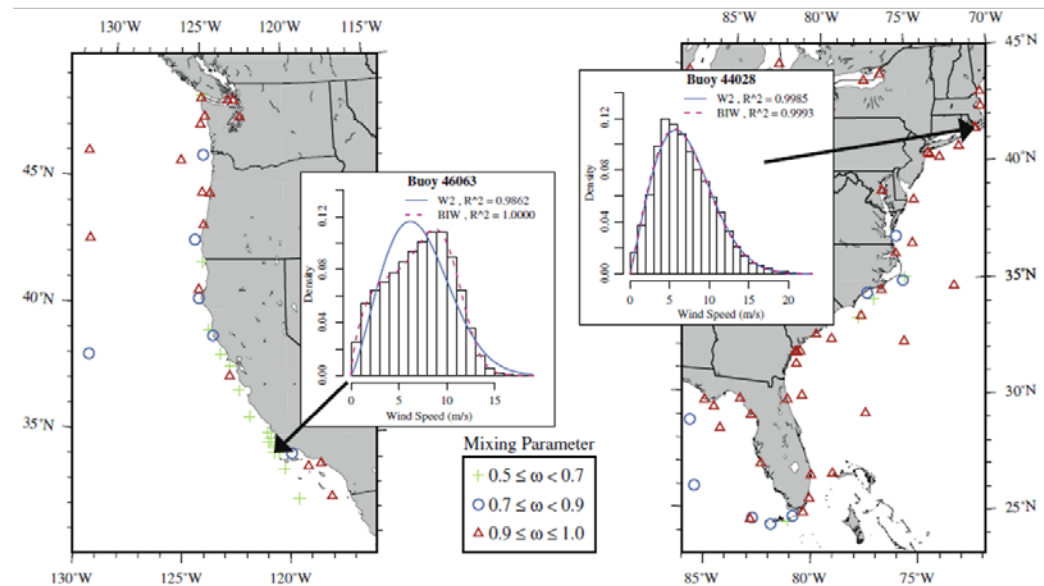 130°W 125°W 120°W
45°N
40°N
35°N
130°W 125°W 120°W
Buoy 46063
W2 , R^2 = 0.9862
BIW , R^2 = 1.0000
Density
0.00 0.04 0.08 0.12
0 5 10 15
Wind Speed (m/s)
Mixing Parameter
0.5 ≤ ω < 0.7
0.7 ≤ ω < 0.9
0.9 ≤ ω ≤ 1.0
85°W 80°W 75°W 70°W
45°N
40°N
35°N
30°N
25°N
85°W 80°W 75°W
Buoy 44028
W2 , R^2 = 0.9985
BIW , R^2 = 0.9993
Density
0.00 0.04 0.08 0.12
0 5 10 15 20
Wind Speed (m/s)